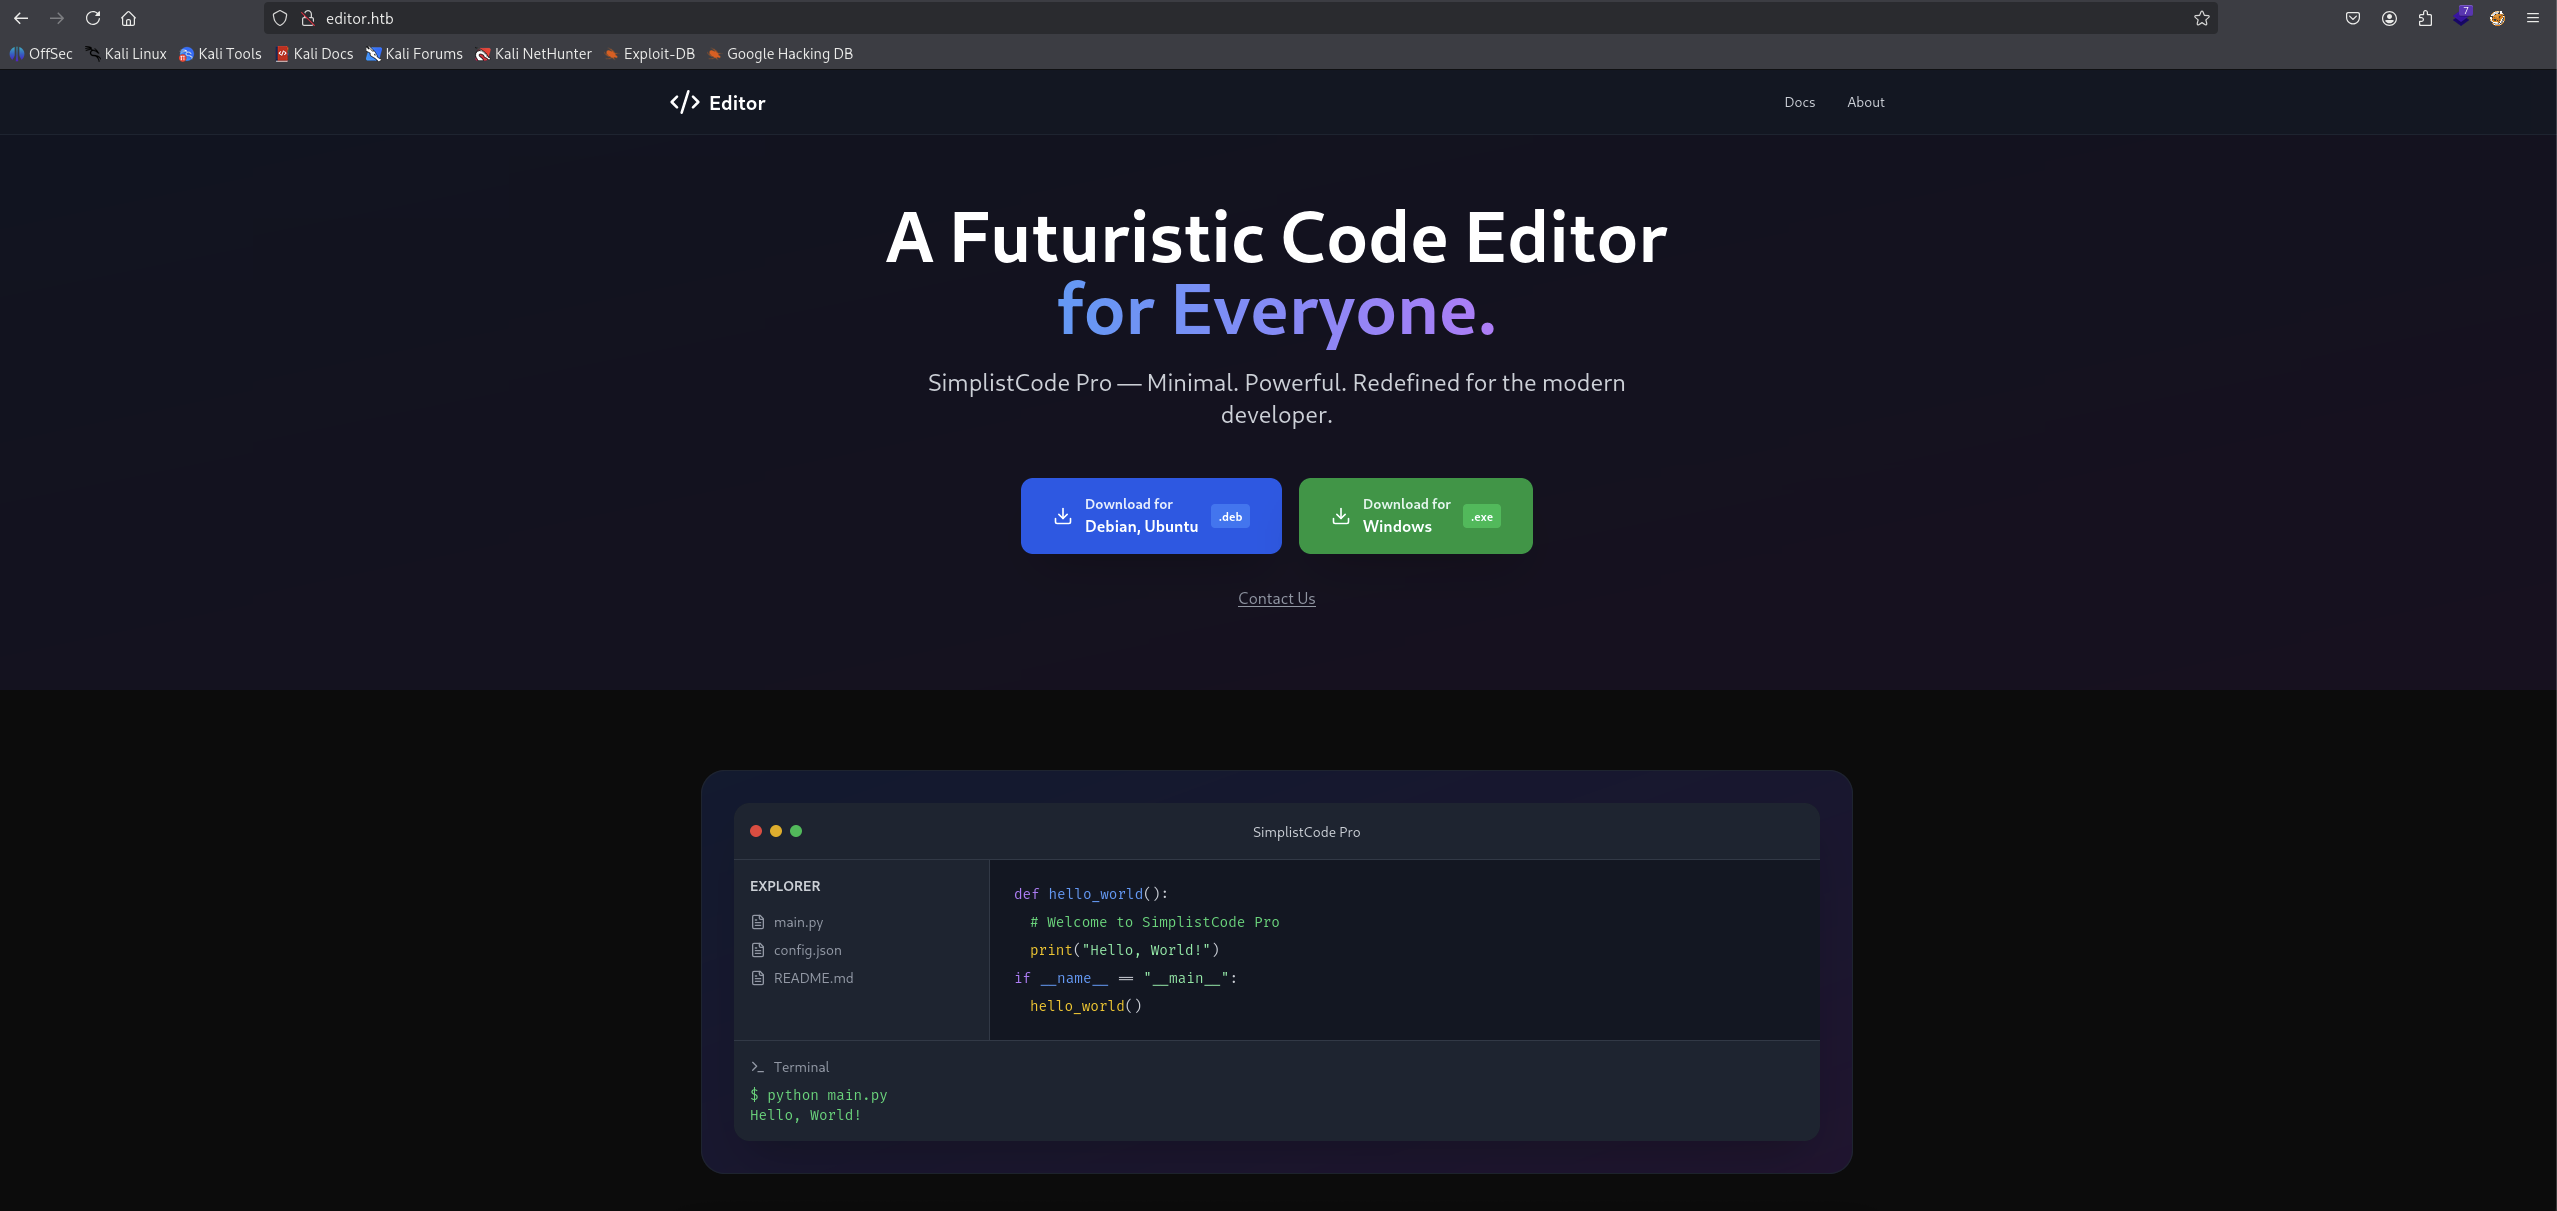 editor.htb
7
OffSec Kali Linux Kali Tools Kali Docs Kali Forums Kali NetHunter Exploit-DB Google Hacking DB
</> Editor Docs About
A Futuristic Code Editor
for Everyone.
SimplistCode Pro — Minimal. Powerful. Redefined for the modern
developer.
Download for
Debian, Ubuntu
.deb
Download for
Windows
.exe
Contact Us
SimplistCode Pro
EXPLORER
main.py
config.json
README.md
def hello_world():
# Welcome to SimplistCode Pro
print("Hello, World!")
if __name__ == "__main__":
hello_world()
>_ Terminal
$ python main.py
Hello, World!